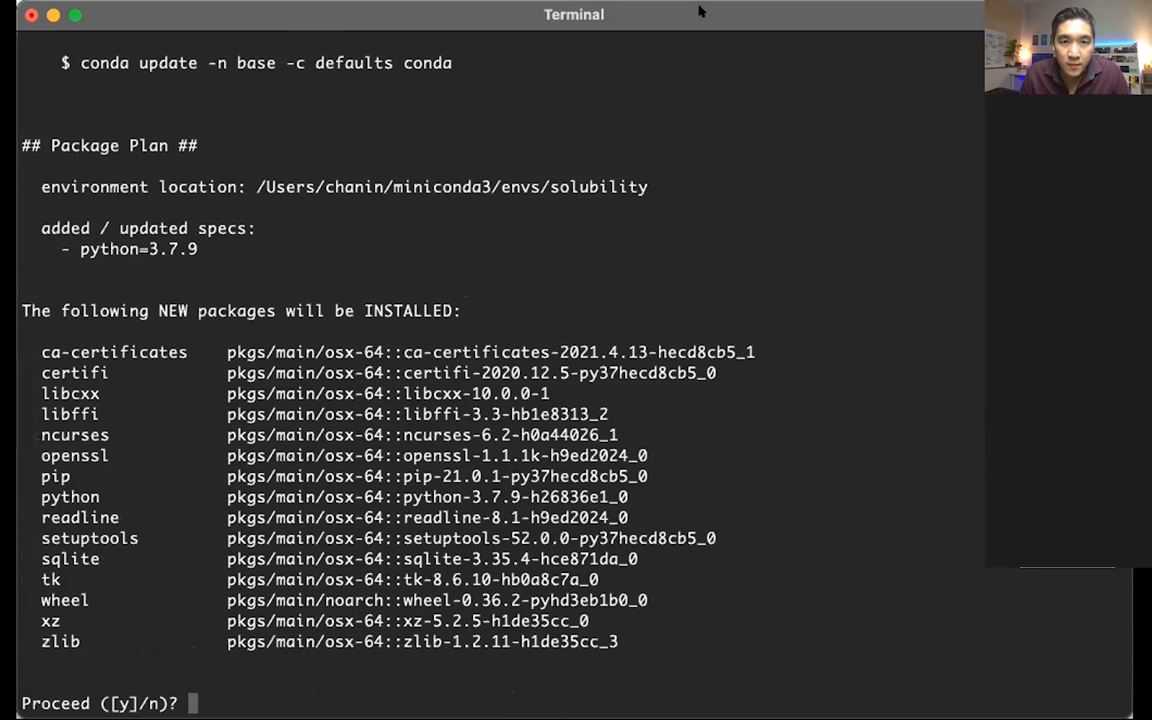 Terminal
$ conda update -n base -c defaults conda
## Package Plan ##
environment location: /Users/chanin/miniconda3/envs/solubility
added / updated specs:
- python=3.7.9
The following NEW packages will be INSTALLED:
ca-certificates pkgs/main/osx-64::ca-certificates-2021.4.13-hecd8cb5_1
certifi pkgs/main/osx-64::certifi-2020.12.5-py37hecd8cb5_0
libcxx pkgs/main/osx-64::libcxx-10.0.0-1
libffi pkgs/main/osx-64::libffi-3.3-hb1e8313_2
ncurses pkgs/main/osx-64::ncurses-6.2-h0a44026_1
openssl pkgs/main/osx-64::openssl-1.1.1k-h9ed2024_0
pip pkgs/main/osx-64::pip-21.0.1-py37hecd8cb5_0
python pkgs/main/osx-64::python-3.7.9-h26836e1_0
readline pkgs/main/osx-64::readline-8.1-h9ed2024_0
setuptools pkgs/main/osx-64::setuptools-52.0.0-py37hecd8cb5_0
sqlite pkgs/main/osx-64::sqlite-3.35.4-hce871da_0
tk pkgs/main/osx-64::tk-8.6.10-hb0a8c7a_0
wheel pkgs/main/noarch::wheel-0.36.2-pyhd3eb1b0_0
xz pkgs/main/osx-64::xz-5.2.5-h1de35cc_0
zlib pkgs/main/osx-64::zlib-1.2.11-h1de35cc_3
Proceed ([y]/n)?